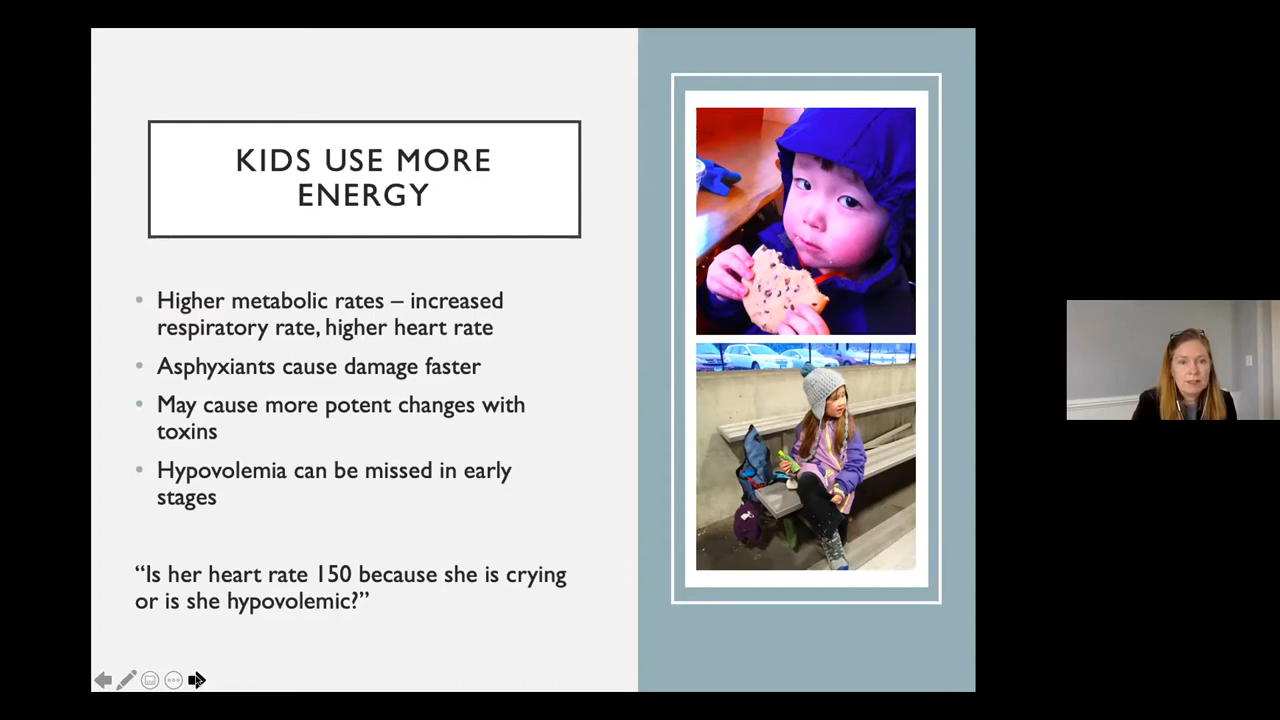 KIDS USE MORE
ENERGY
• Higher metabolic rates – increased
respiratory rate, higher heart rate
• Asphyxiants cause damage faster
• May cause more potent changes with
toxins
• Hypovolemia can be missed in early
stages
“Is her heart rate 150 because she is crying
or is she hypovolemic?”